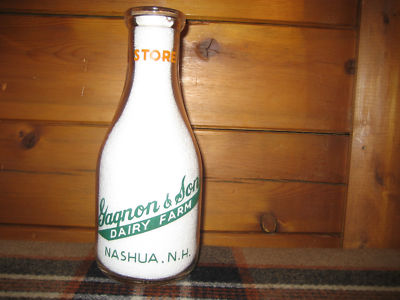 STORE
Gagnon & Son
DAIRY FARM
NASHUA, N.H.